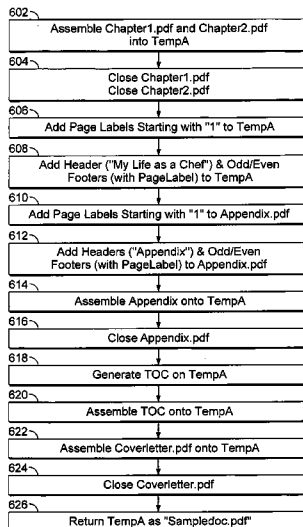 602
Assemble Chapter1.pdf and Chapter2.pdf
into TempA
604
Close Chapter1.pdf
Close Chapter2.pdf
606
Add Page Labels Starting with "1" to TempA
608
Add Header ("My Life as a Chef") & Odd/Even
Footers (with PageLabel) to TempA
610
Add Page Labels Starting with "1" to Appendix.pdf
612
Add Headers ("Appendix") & Odd/Even
Footers (with PageLabel) to Appendix.pdf
614
Assemble Appendix onto TempA
616
Close Appendix.pdf
618
Generate TOC on TempA
620
Assemble TOC onto TempA
622
Assemble Coverletter.pdf onto TempA
624
Close Coverletter.pdf
626
Return TempA as "Sampledoc.pdf"